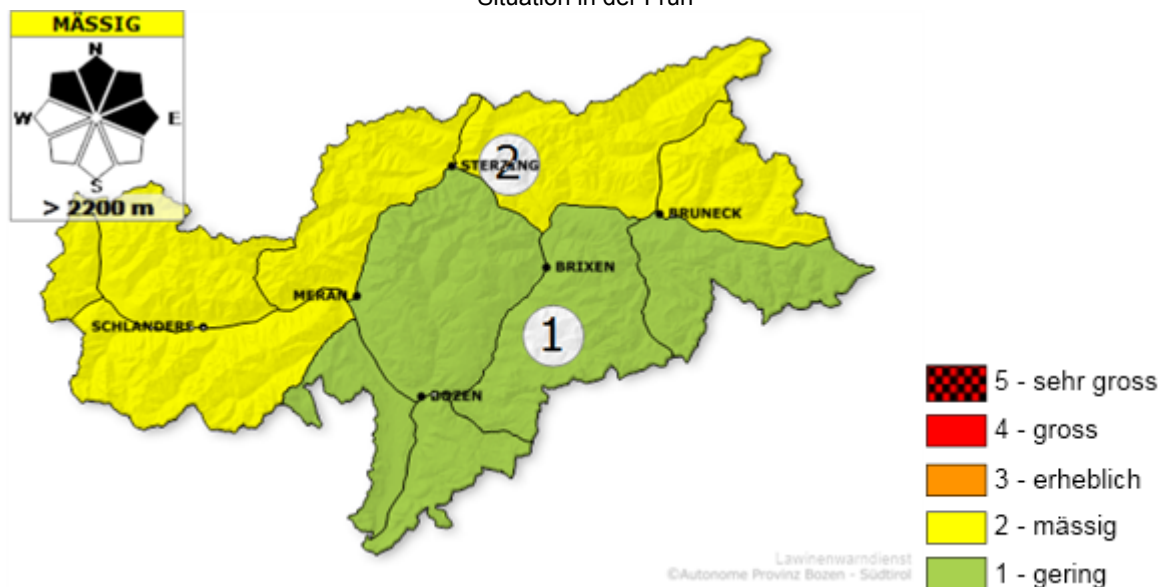 Situation in der Früh
MÄSSIG
N
W E
S
> 2200 m
2
STERZING
BRUNECK
BRIXEN
MERAN
SCHLANDERS
1
BOZEN
5 - sehr gross
4 - gross
3 - erheblich
2 - mässig
1 - gering
Lawinenwarndienst
©Autonome Provinz Bozen - Südtirol